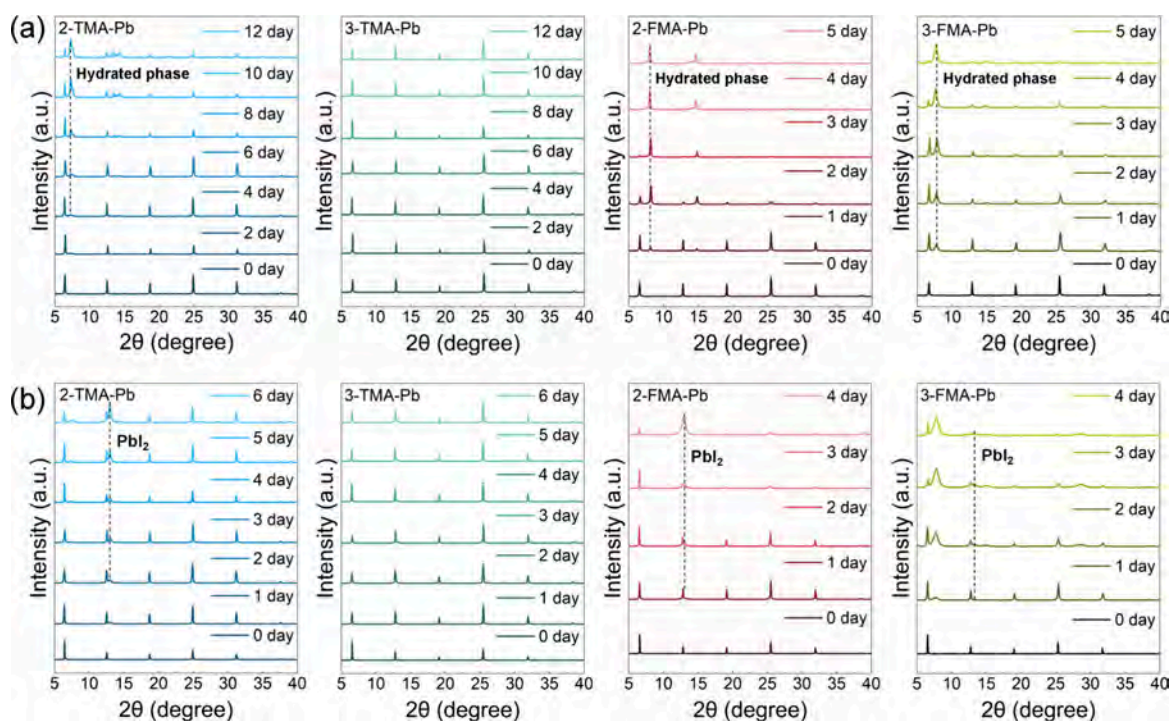 (a)
2-TMA-Pb
12 day
Hydrated phase
10 day
8 day
6 day
4 day
2 day
0 day
Intensity (a.u.)
5 10 15 20 25 30 35 40
2θ (degree)
3-TMA-Pb
12 day
10 day
8 day
6 day
4 day
2 day
0 day
Intensity (a.u.)
5 10 15 20 25 30 35 40
2θ (degree)
2-FMA-Pb
5 day
Hydrated phase
4 day
3 day
2 day
1 day
0 day
Intensity (a.u.)
5 10 15 20 25 30 35 40
2θ (degree)
3-FMA-Pb
5 day
Hydrated phase
4 day
3 day
2 day
1 day
0 day
Intensity (a.u.)
5 10 15 20 25 30 35 40
2θ (degree)
(b)
2-TMA-Pb
6 day
PbI₂
5 day
4 day
3 day
2 day
1 day
0 day
Intensity (a.u.)
5 10 15 20 25 30 35 40
2θ (degree)
3-TMA-Pb
6 day
5 day
4 day
3 day
2 day
1 day
0 day
Intensity (a.u.)
5 10 15 20 25 30 35 40
2θ (degree)
2-FMA-Pb
4 day
PbI₂
3 day
2 day
1 day
0 day
Intensity (a.u.)
5 10 15 20 25 30 35 40
2θ (degree)
3-FMA-Pb
4 day
PbI₂
3 day
2 day
1 day
0 day
Intensity (a.u.)
5 10 15 20 25 30 35 40
2θ (degree)